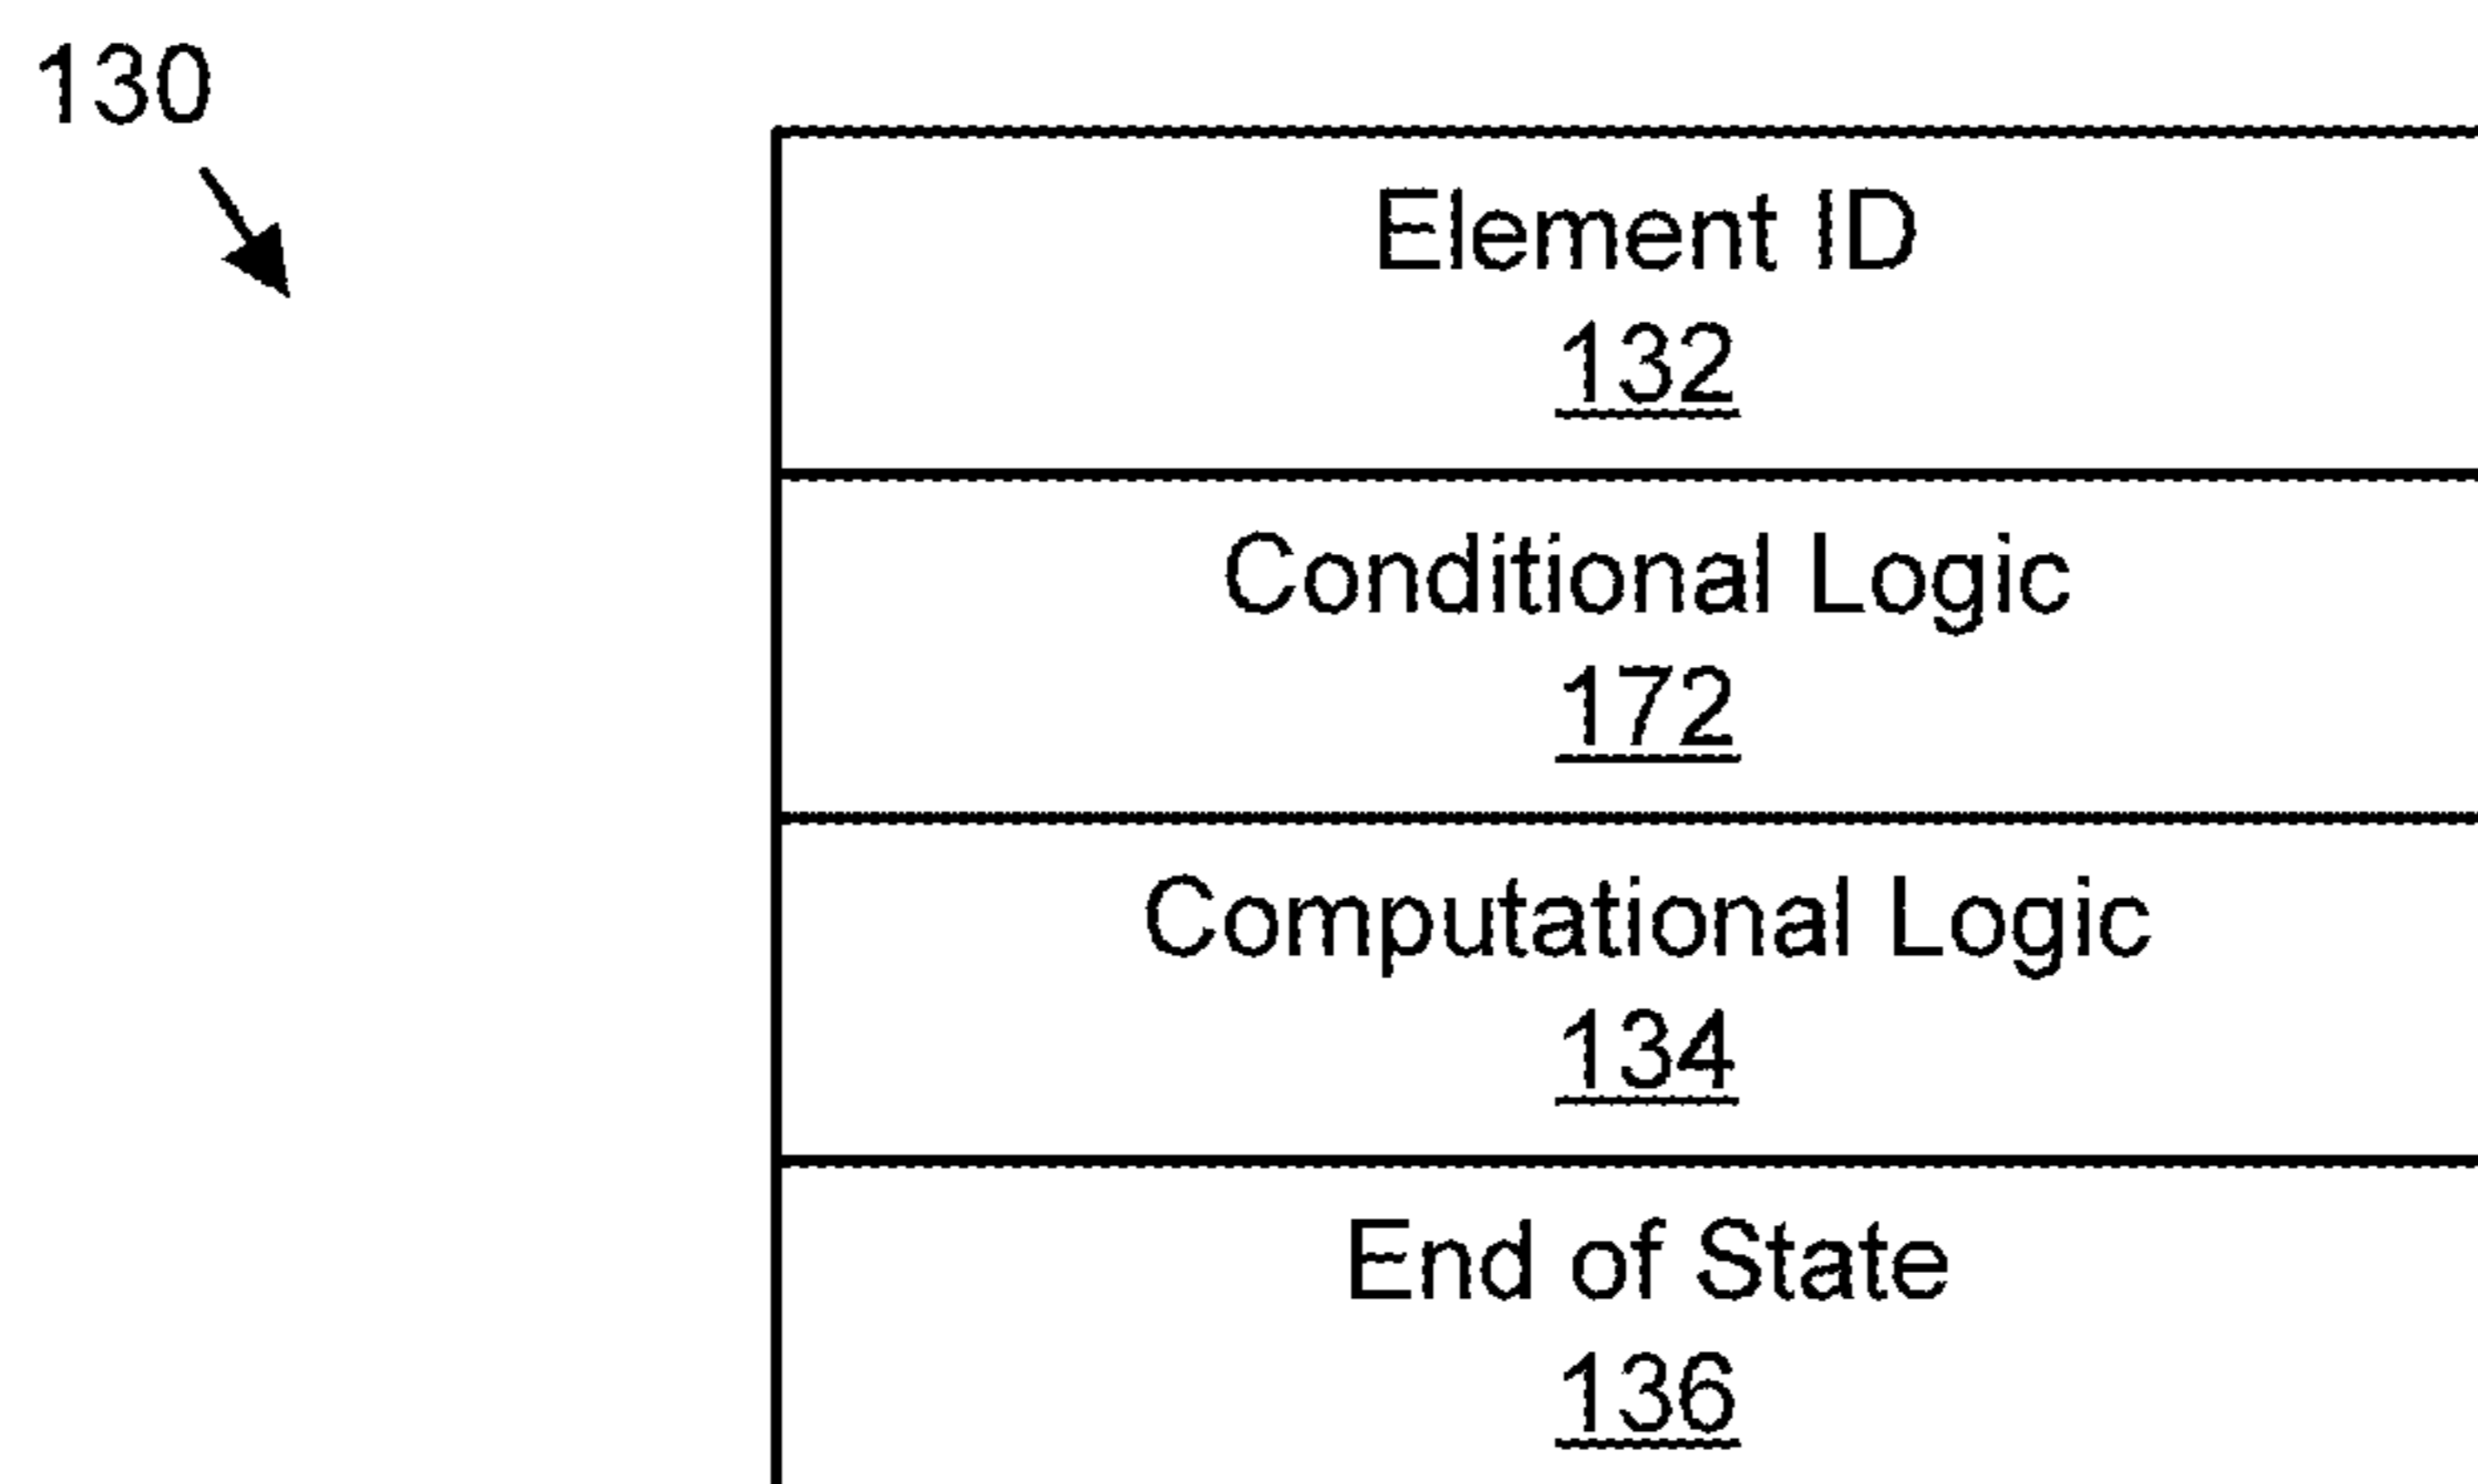 130
Element ID
132
Conditional Logic
172
Computational Logic
134
End of State
136